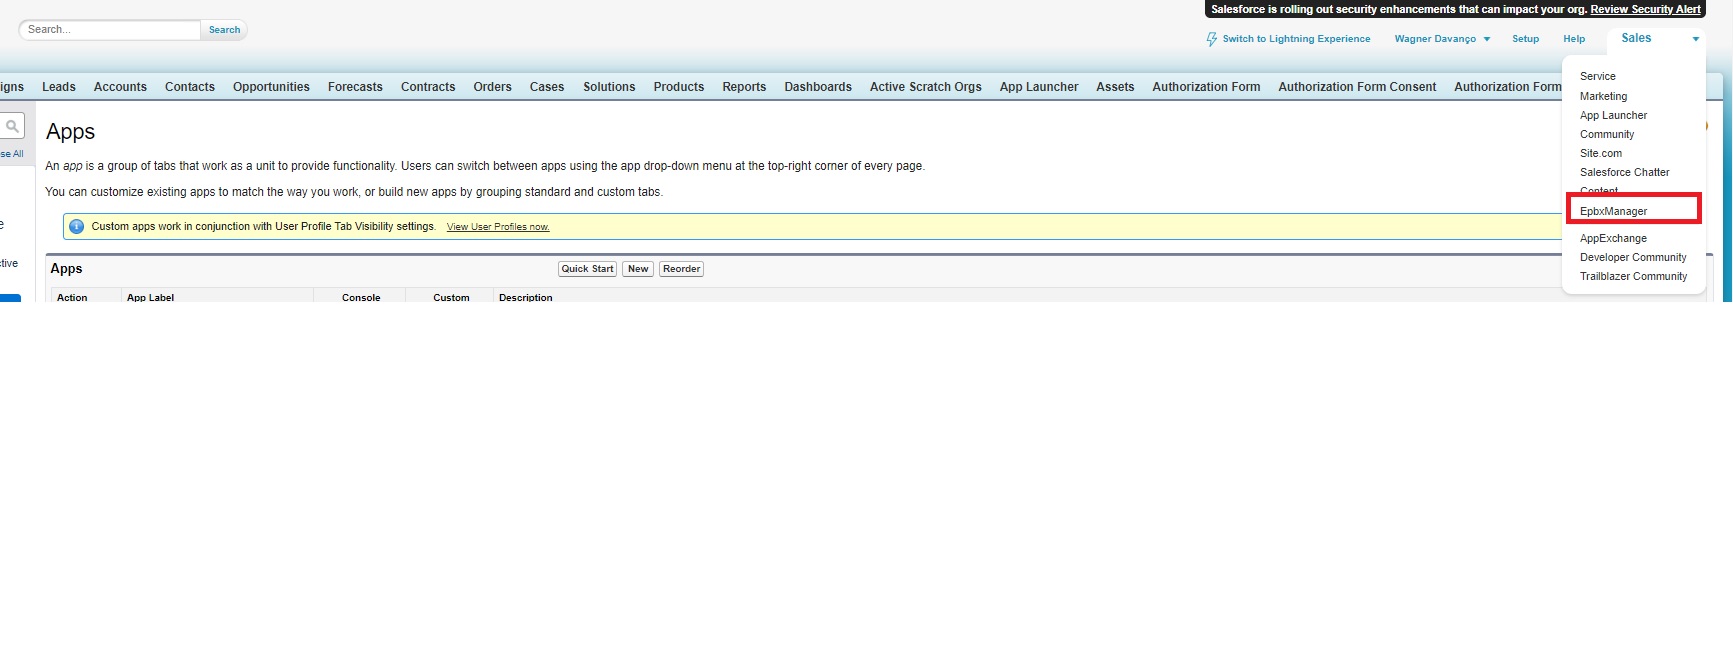 Salesforce is rolling out security enhancements that can impact your org. Review Security Alert
Search...
Search
Switch to Lightning Experience
Wagner Davanço
Setup
Help
Sales
igns Leads Accounts Contacts Opportunities Forecasts Contracts Orders Cases Solutions Products Reports Dashboards Active Scratch Orgs App Launcher Assets Authorization Form Authorization Form Consent Authorization Form
Service
Marketing
App Launcher
Community
Site.com
Salesforce Chatter
Content
EpbxManager
AppExchange
Developer Community
Trailblazer Community
se All
e
ctive
Apps
An app is a group of tabs that work as a unit to provide functionality. Users can switch between apps using the app drop-down menu at the top-right corner of every page.
You can customize existing apps to match the way you work, or build new apps by grouping standard and custom tabs.
Custom apps work in conjunction with User Profile Tab Visibility settings. View User Profiles now.
Apps
Quick Start
New
Reorder
Action App Label Console Custom Description